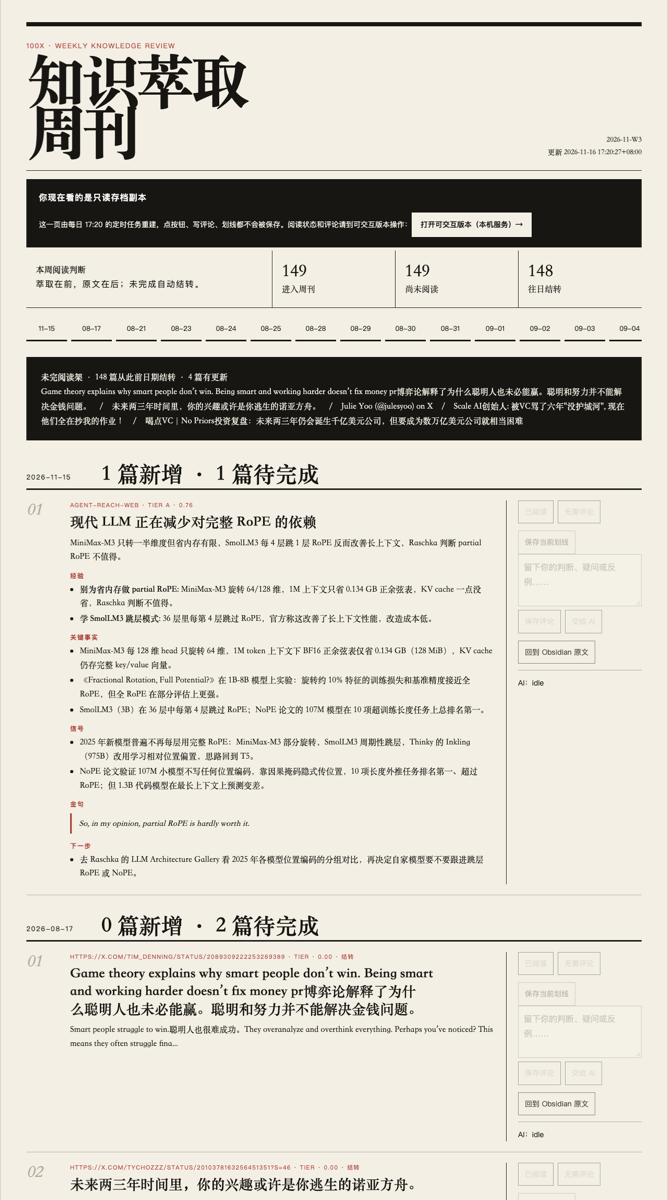 100X · WEEKLY KNOWLEDGE REVIEW
知识萃取
周刊
2026-11-W3
更新 2026-11-16 17:20:27+08:00
你现在看的是只读存档副本
这一页由每日 17:20 的定时任务重建，点按钮、写评论、划线都不会被保存。阅读状态和评论请到可交互版本操作：
打开可交互版本（本机服务）→
本周阅读判断
萃取在前，原文在后；未完成自动结转。
149
进入周刊
149
尚未阅读
148
往日结转
11-15 08-17 08-21 08-23 08-24 08-25 08-28 08-29 08-30 08-31 09-01 09-02 09-03 09-04
未完阅读架 · 148 篇从此前日期结转 · 4 篇有更新
Game theory explains why smart people don't win. Being smart and working harder doesn't fix money pr博弈论解释了为什么聪明人也未必能赢。聪明和努力并不能解
决金钱问题。 / 未来两三年时间里，你的兴趣或许是你逃生的诺亚方舟。 / Julie Yoo (@julesyoo) on X / Scale AI创始人: 被VC骂了六年"没护城河", 现在
他们全在抄我的作业！ / 喝点VC | No Priors投资复盘：未来两三年仍会诞生千亿美元公司，但要成为数万亿美元公司就相当困难
2026-11-15
1 篇新增 · 1 篇待完成
01
AGENT-REACH-WEB · TIER A · 0.76
现代 LLM 正在减少对完整 RoPE 的依赖
MiniMax-M3 只转一半维度但省内存有限，SmolLM3 每 4 层跳 1 层 RoPE 反而改善长上下文，Raschka 判断 partial
RoPE 不值得。
经验
• 别为省内存做 partial RoPE: MiniMax-M3 旋转 64/128 维，1M 上下文只省 0.134 GB 正余弦表，KV cache 一点没
省，Raschka 判断不值得。
• 学 SmolLM3 跳层模式: 36 层里每第 4 层跳过 RoPE，官方称这改善了长上下文性能，改造成本低。
关键事实
• MiniMax-M3 每 128 维 head 只旋转 64 维，1M token 上下文下 BF16 正余弦表仅省 0.134 GB（128 MiB），KV cache
仍存完整 key/value 向量。
• 《Fractional Rotation, Full Potential?》在 1B-8B 模型上实验：旋转约 10% 特征的训练损失和基准精度接近全
RoPE，但全 RoPE 在部分评估上更强。
• SmolLM3（3B）在 36 层中每第 4 层跳过 RoPE；NoPE 论文的 107M 模型在 10 项超训练长度任务上总排名第一。
信号
• 2025 年新模型普遍不再每层用完整 RoPE：MiniMax-M3 部分旋转，SmolLM3 周期性跳层，Thinky 的 Inkling
（975B）改用学习相对位置偏置，思路回到 T5。
• NoPE 论文验证 107M 小模型不写任何位置编码，靠因果掩码隐式传位置，10 项长度外推任务排名第一、超过
RoPE；但 1.3B 代码模型在最长上下文上预测变差。
金句
So, in my opinion, partial RoPE is hardly worth it.
下一步
• 去 Raschka 的 LLM Architecture Gallery 看 2025 年各模型位置编码的分组对比，再决定自家模型要不要跟进跳层
RoPE 或 NoPE。
已阅读 无需评论
保存当前划线
留下你的判断、疑问或反
例……
保存评论 交给 AI
回到 Obsidian 原文
AI: idle
2026-08-17
0 篇新增 · 2 篇待完成
01
HTTPS://X.COM/TIM_DENNING/STATUS/2089309222253269389 · TIER · 0.00 · 结转
Game theory explains why smart people don't win. Being smart
and working harder doesn't fix money pr博弈论解释了为什
么聪明人也未必能赢。聪明和努力并不能解决金钱问题。
Smart people struggle to win.聪明人也很难成功。They overanalyze and overthink everything. Perhaps you've noticed? This
means they often struggle fina...
已阅读 无需评论
保存当前划线
留下你的判断、疑问或反
例……
保存评论 交给 AI
回到 Obsidian 原文
AI: idle
02
HTTPS://X.COM/TYCHOZZZ/STATUS/2010378163256451351?S=46 · TIER · 0.00 · 结转
未来两三年时间里，你的兴趣或许是你逃生的诺亚方舟。
已阅读 无需评论